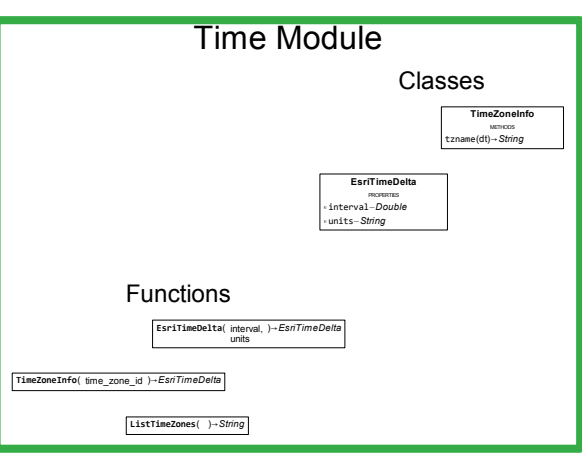 Time Module
Classes
TimeZoneInfo
METHODS
tzname(dt)→String
EsriTimeDelta
PROPERTIES
▫interval–Double
▫units–String
Functions
EsriTimeDelta( interval, )→EsriTimeDelta
units
TimeZoneInfo( time_zone_id )→EsriTimeDelta
ListTimeZones( )→String